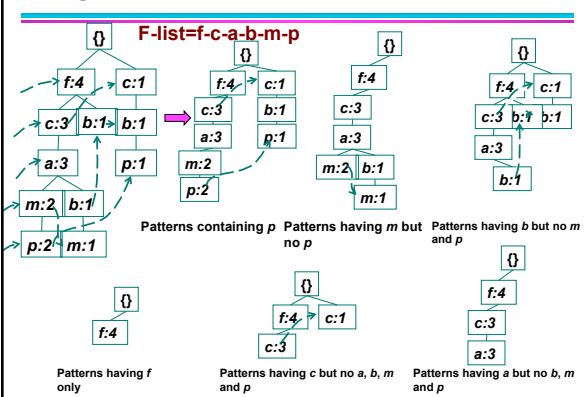 F-list=f-c-a-b-m-p
{}
f:4 c:1
c:3 b:1 b:1
a:3 p:1
m:2 b:1
p:2 m:1
{}
f:4 c:1
c:3 b:1
a:3 p:1
m:2
p:2
Patterns containing p
{}
f:4
c:3
a:3
m:2 b:1
m:1
Patterns having m but
no p
{}
f:4 c:1
c:3 b:1 b:1
a:3
b:1
Patterns having b but no m
and p
{}
f:4
Patterns having f
only
{}
f:4 c:1
c:3
Patterns having c but no a, b, m
and p
{}
f:4
c:3
a:3
Patterns having a but no b, m
and p